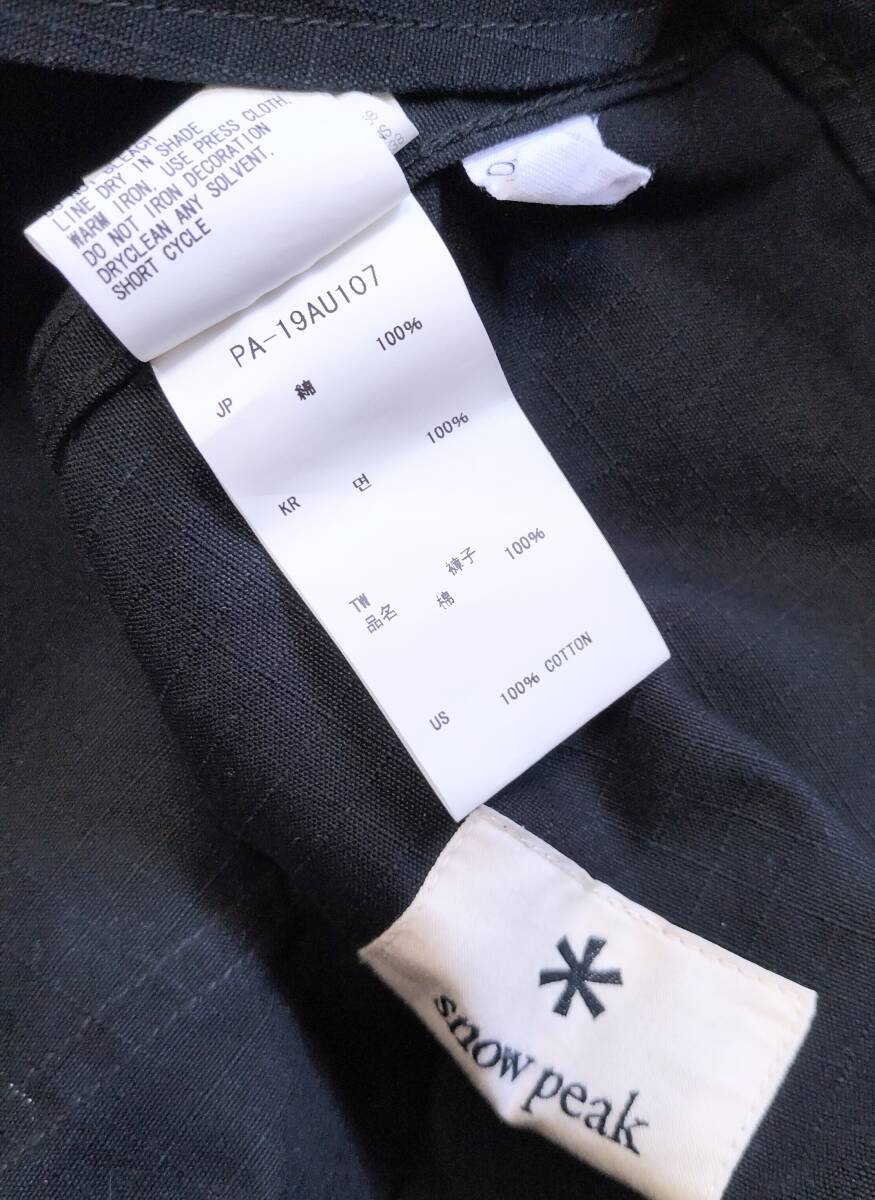 BLEACH
LINE DRY IN SHADE
WARM IRON. USE PRESS CLOTH.
DO NOT IRON DECORATION
DRYCLEAN ANY SOLVENT.
SHORT CYCLE
PA-19AU107
JP 綿 100%
KR 면 100%
TW
品名 褲子
棉 100%
US 100% COTTON
snow peak